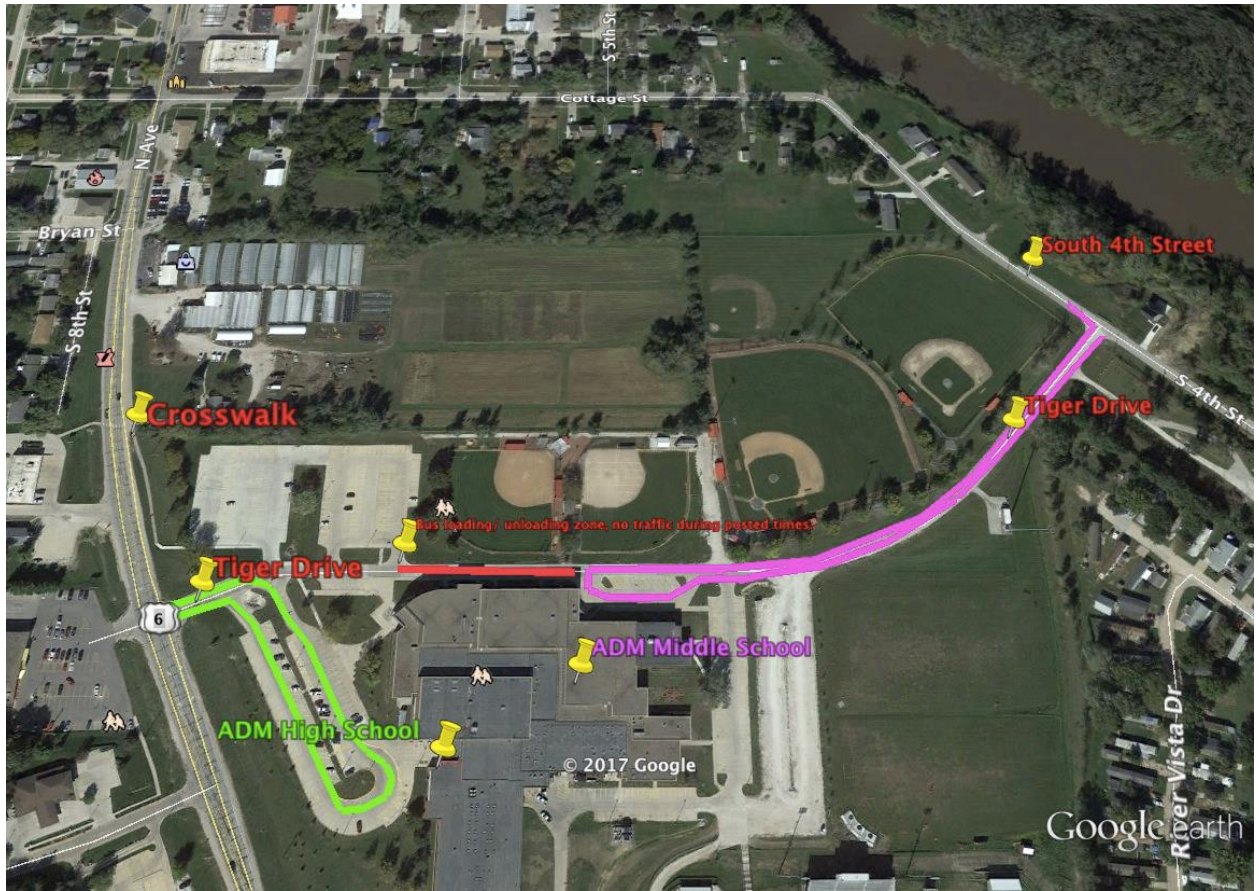 S 5th St
Cottage St
N Ave
Bryan St
South 4th Street
S 8th St
S 4th St
Crosswalk
Tiger Drive
Bus loading/ unloading zone, no traffic during posted times.
Tiger Drive
6
ADM Middle School
ADM High School
River Vista Dr
© 2017 Google
Google earth